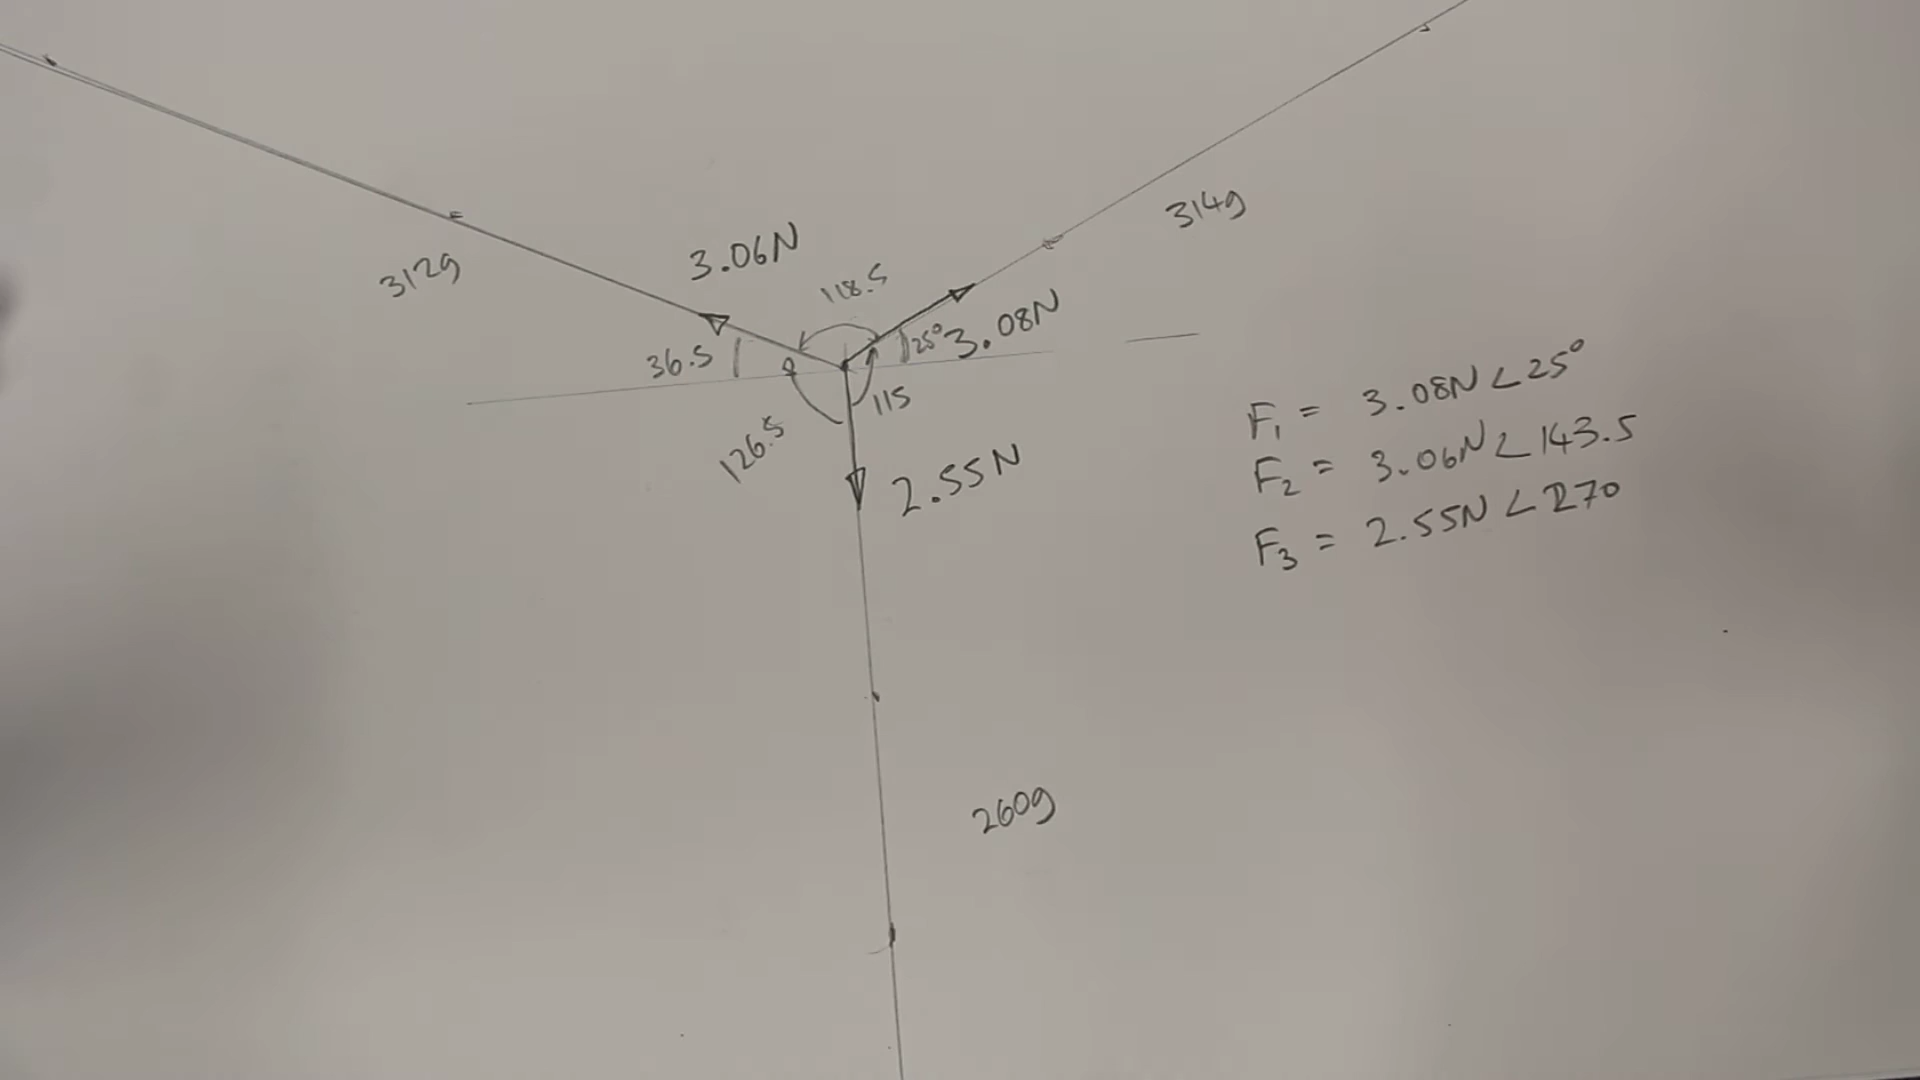 314g
3.06N
312g
118.5
25°
3.08N
36.5
115
126.5
2.55N
F1 = 3.08N ∠ 25°
F2 = 3.06N ∠ 143.5
F3 = 2.55N ∠ 270
260g